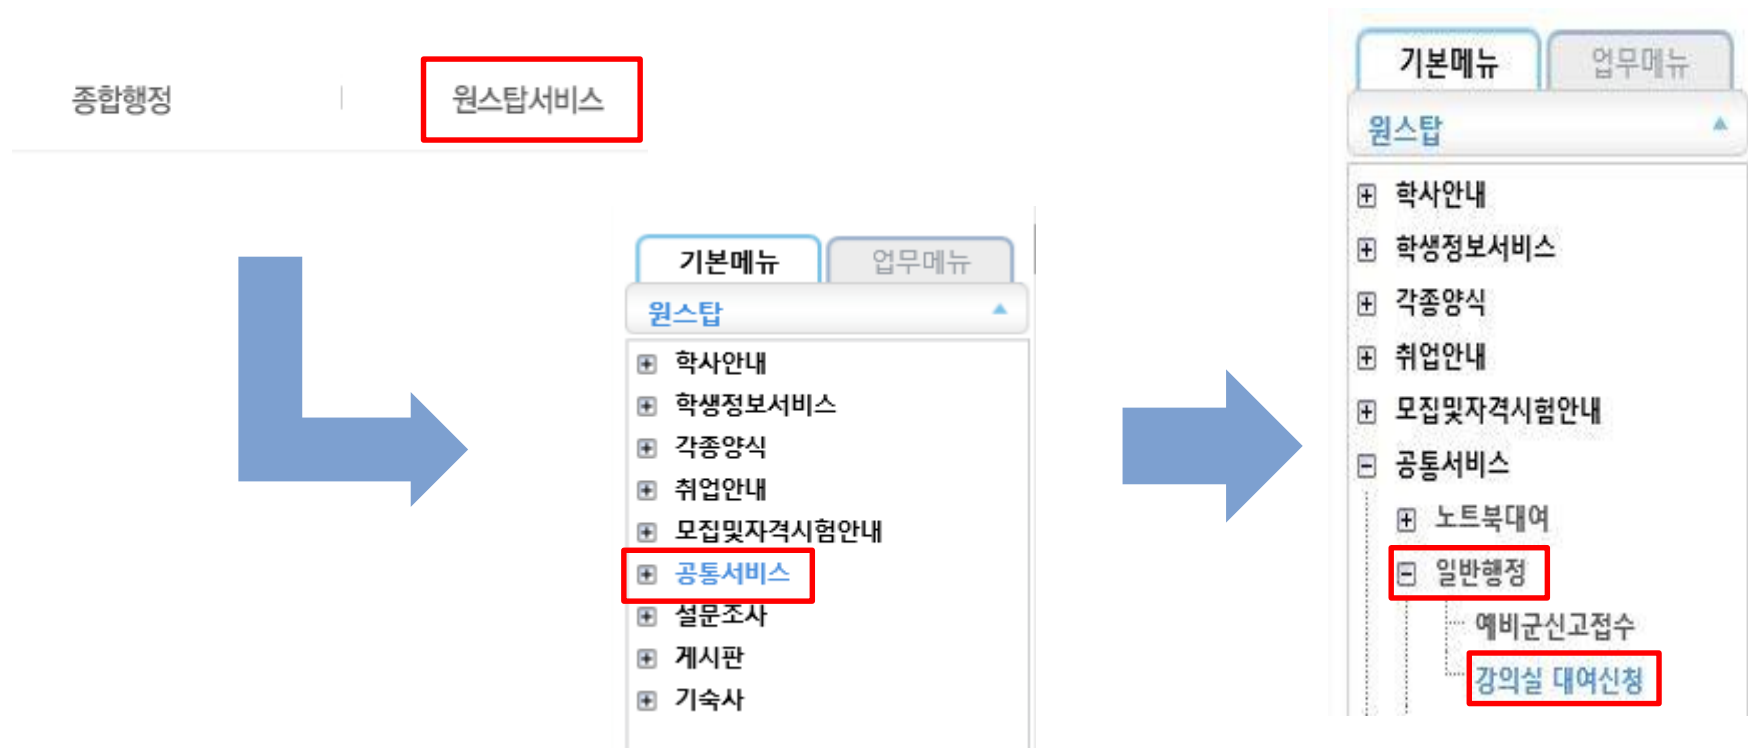 종합행정
원스탑서비스
기본메뉴 업무메뉴
원스탑
학사안내
학생정보서비스
각종양식
취업안내
모집및자격시험안내
공통서비스
설문조사
게시판
기숙사
기본메뉴 업무메뉴
원스탑
학사안내
학생정보서비스
각종양식
취업안내
모집및자격시험안내
공통서비스
노트북대여
일반행정
예비군신고접수
강의실 대여신청